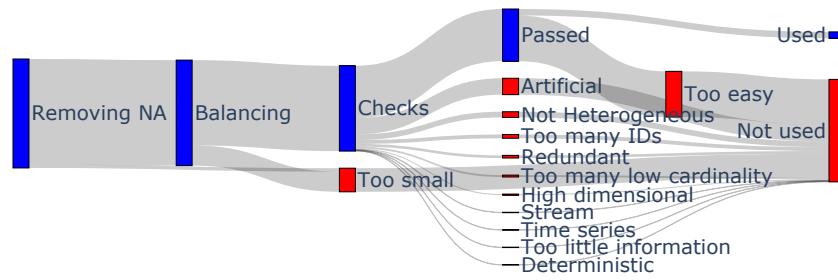 Removing NA
Balancing
Checks
Too small
Passed
Artificial
Not Heterogeneous
Too many IDs
Redundant
Too many low cardinality
High dimensional
Stream
Time series
Too little information
Deterministic
Too easy
Used
Not used